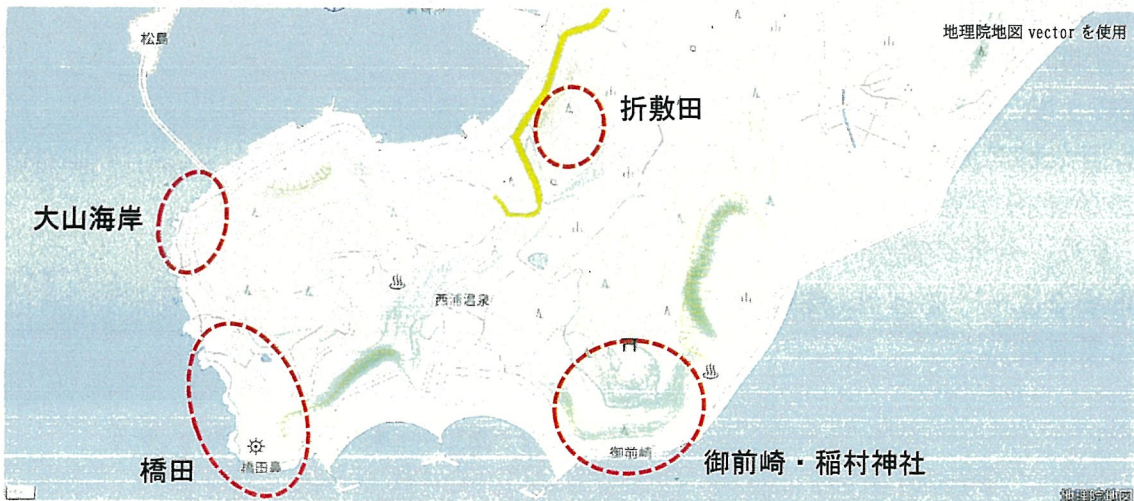 地理院地図 vector を使用
松島
折敷田
大山海岸
西浦温泉
御前崎
橋田鼻
橋田
御前崎・稲村神社
地理院地図